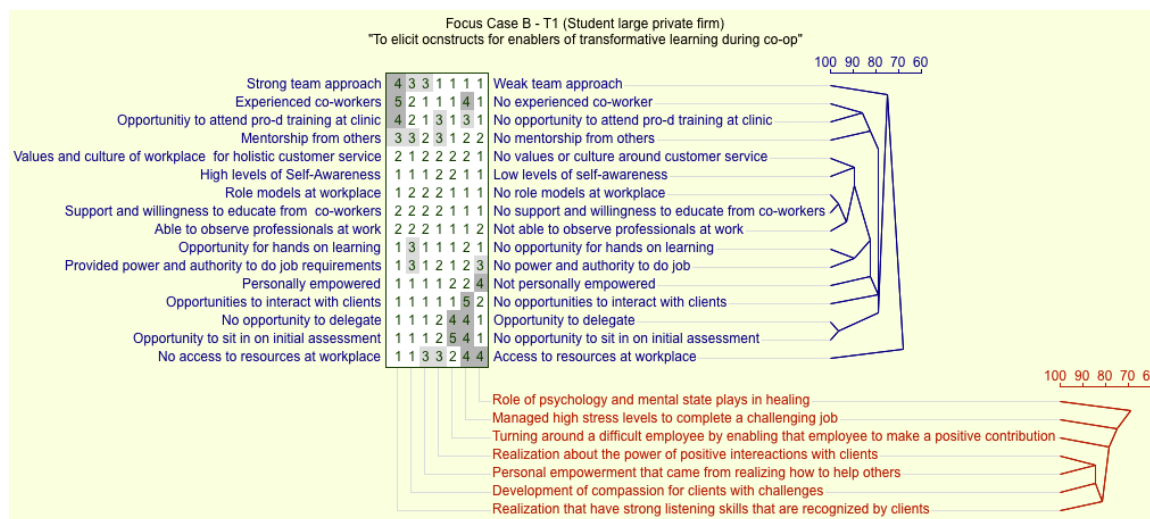 Focus Case B - T1 (Student large private firm)
"To elicit ocnstructs for enablers of transformative learning during co-op"
100 90 80 70 60
Strong team approach 4 3 3 1 1 1 1 Weak team approach
Experienced co-workers 5 2 1 1 1 4 1 No experienced co-worker
Opportunitiy to attend pro-d training at clinic 4 2 1 3 1 3 1 No opportunity to attend pro-d training at clinic
Mentorship from others 3 3 2 3 1 2 2 No mentorship from others
Values and culture of workplace for holistic customer service 2 1 2 2 2 2 1 No values or culture around customer service
High levels of Self-Awareness 1 1 1 2 2 1 1 Low levels of self-awareness
Role models at workplace 1 2 2 2 1 1 1 No role models at workplace
Support and willingness to educate from co-workers 2 2 2 2 1 1 1 No support and willingness to educate from co-workers
Able to observe professionals at work 2 2 2 1 1 1 2 Not able to observe professionals at work
Opportunity for hands on learning 1 3 1 1 1 2 1 No opportunity for hands on learning
Provided power and authority to do job requirements 1 3 1 2 1 2 3 No power and authority to do job
Personally empowered 1 1 1 1 2 2 4 Not personally empowered
Opportunities to interact with clients 1 1 1 1 1 5 2 No opportunities to interact with clients
No opportunity to delegate 1 1 1 2 4 4 1 Opportunity to delegate
Opportunity to sit in on initial assessment 1 1 1 2 5 4 1 No opportunity to sit in on initial assessment
No access to resources at workplace 1 1 3 3 2 4 4 Access to resources at workplace
100 90 80 70 6
Role of psychology and mental state plays in healing
Managed high stress levels to complete a challenging job
Turning around a difficult employee by enabling that employee to make a positive contribution
Realization about the power of positive intereactions with clients
Personal empowerment that came from realizing how to help others
Development of compassion for clients with challenges
Realization that have strong listening skills that are recognized by clients